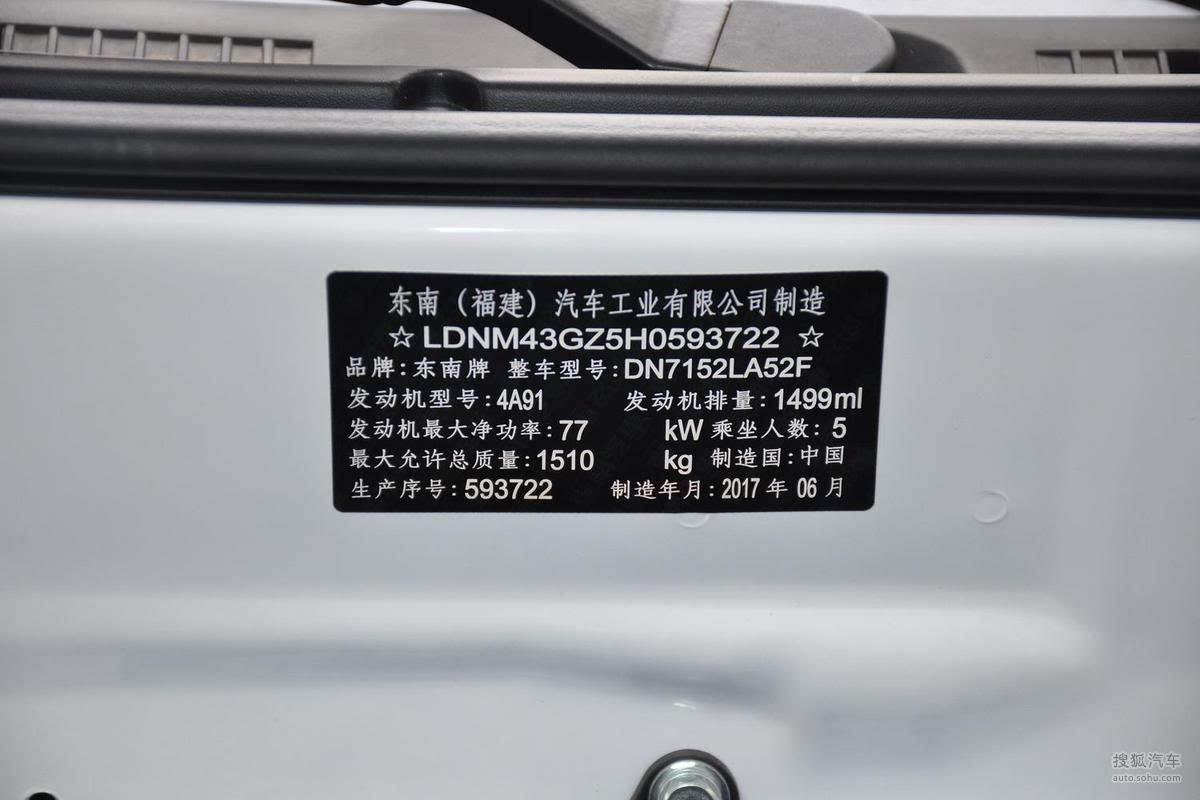 东南（福建）汽车工业有限公司制造
☆LDNM43GZ5H0593722☆
品牌:东南牌 整车型号:DN7152LA52F
发动机型号:4A91 发动机排量:1499ml
发动机最大净功率:77 kW 乘坐人数:5
最大允许总质量:1510 kg 制造国:中国
生产序号:593722 制造年月:2017年06月
搜狐汽车
auto.sohu.com